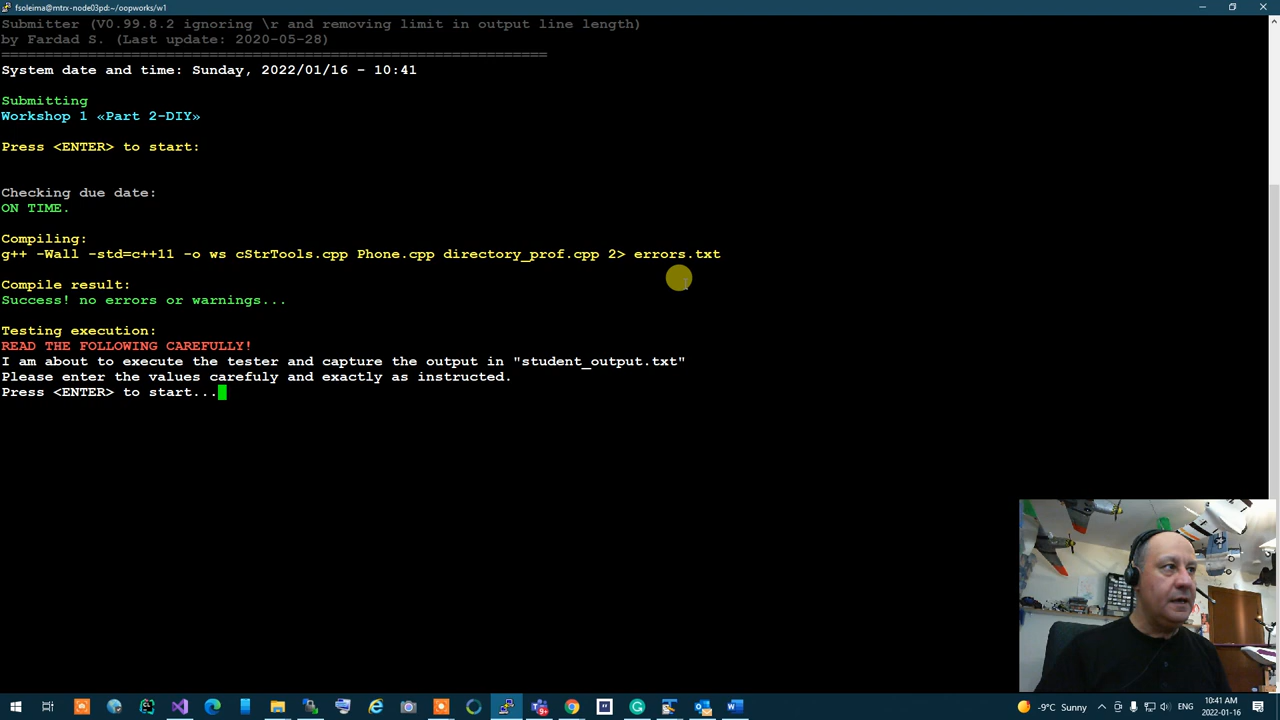 fsoleima@mtrx-node03pd:~/oopworks/w1
Submitter (V0.99.8.2 ignoring \r and removing limit in output line length)
by Fardad S. (Last update: 2020-05-28)
===============================================================
System date and time: Sunday, 2022/01/16 - 10:41
Submitting
Workshop 1 «Part 2-DIY»
Press <ENTER> to start:
Checking due date:
ON TIME.
Compiling:
g++ -Wall -std=c++11 -o ws cStrTools.cpp Phone.cpp directory_prof.cpp 2> errors.txt
Compile result:
Success! no errors or warnings...
Testing execution:
READ THE FOLLOWING CAREFULLY!
I am about to execute the tester and capture the output in "student_output.txt"
Please enter the values carefuly and exactly as instructed.
Press <ENTER> to start...
-9°C Sunny
ENG
10:41 AM
2022-01-16